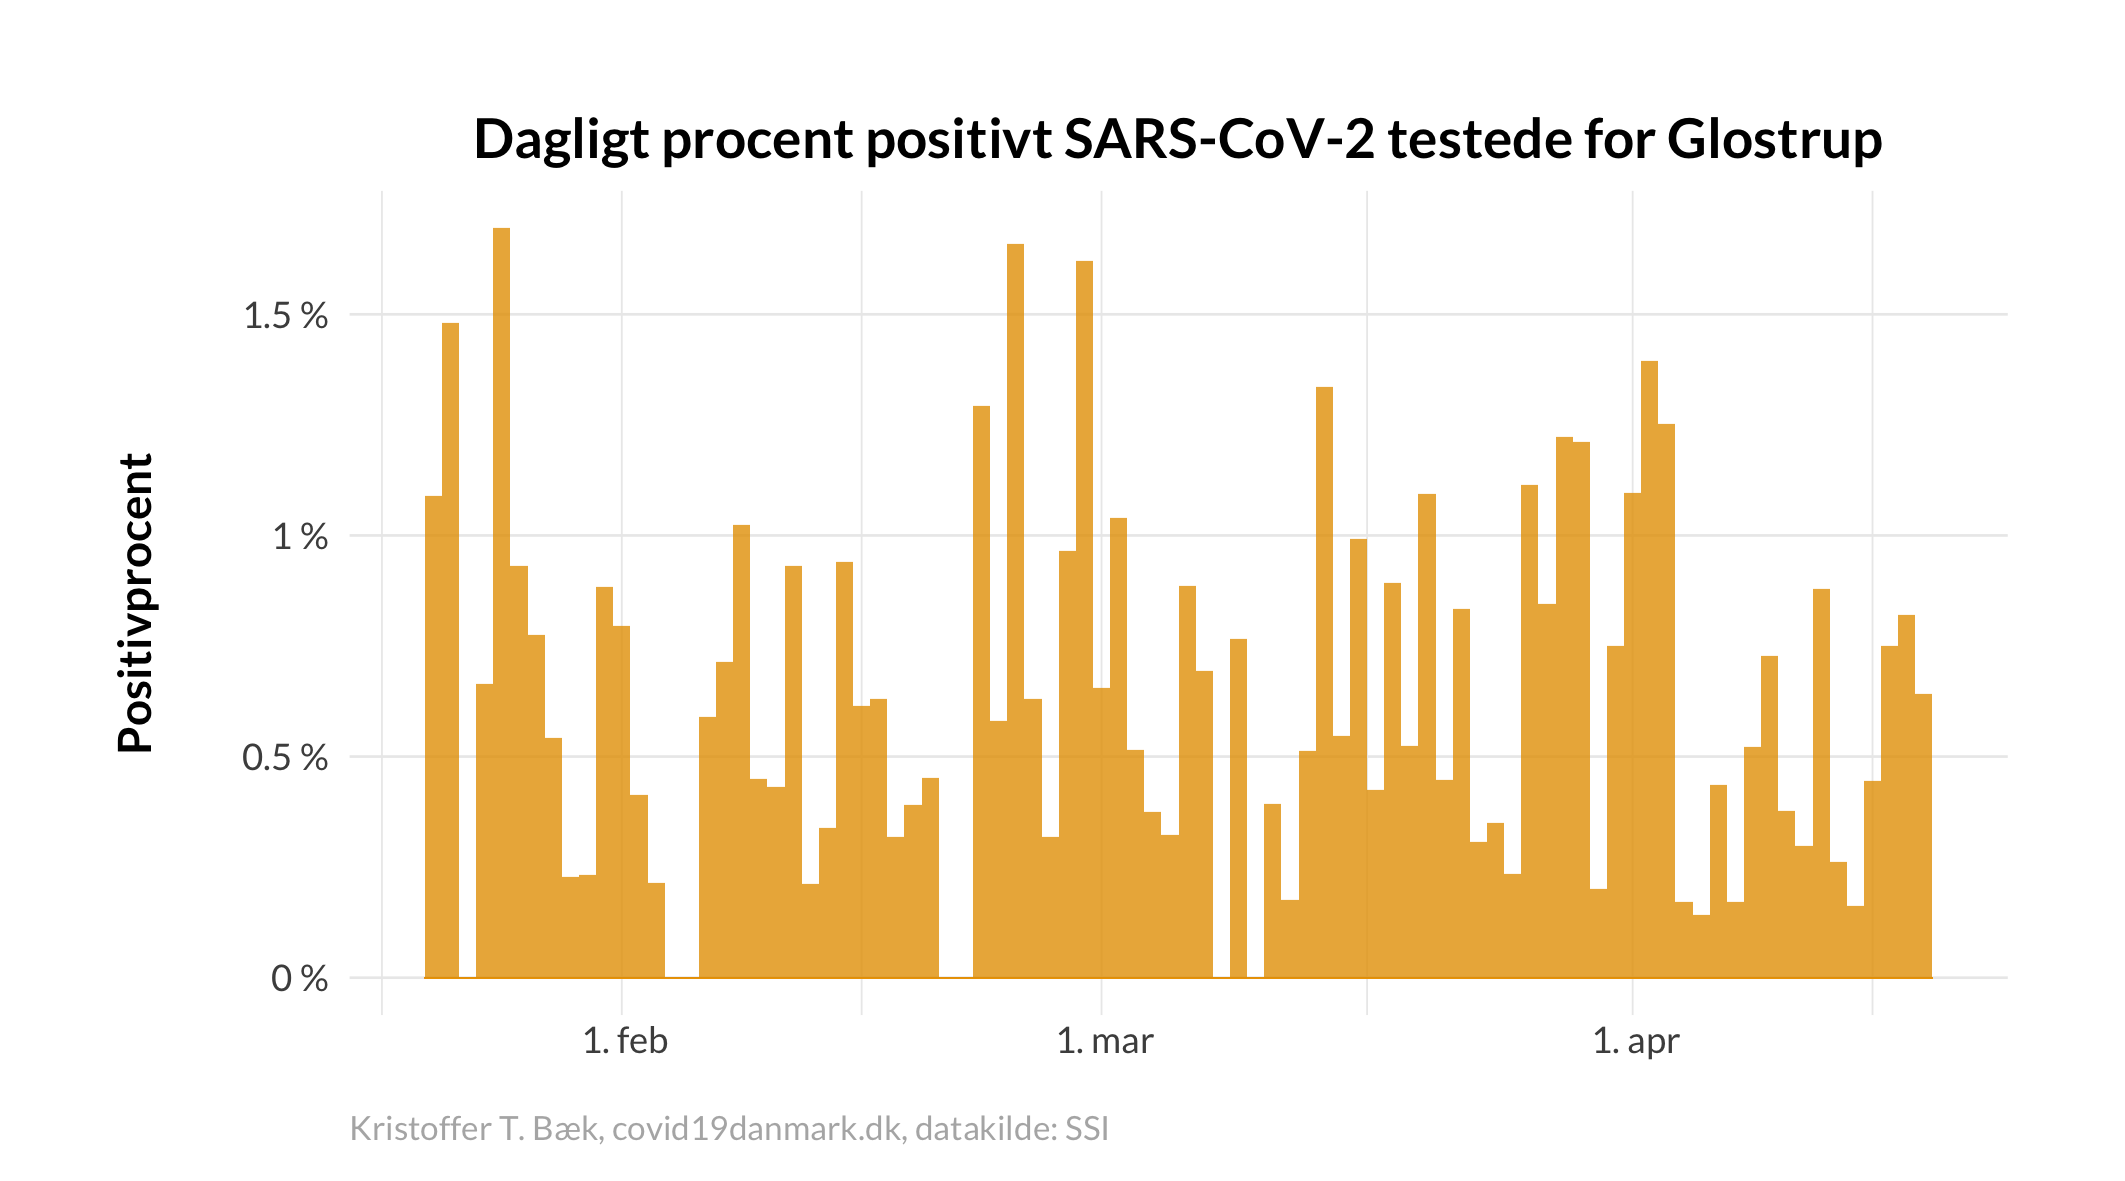 Dagligt procent positivt SARS-CoV-2 testede for Glostrup
Positivprocent
1.5 %
1 %
0.5 %
0 %
1. feb
1. mar
1. apr
Kristoffer T. Bæk, covid19danmark.dk, datakilde: SSI